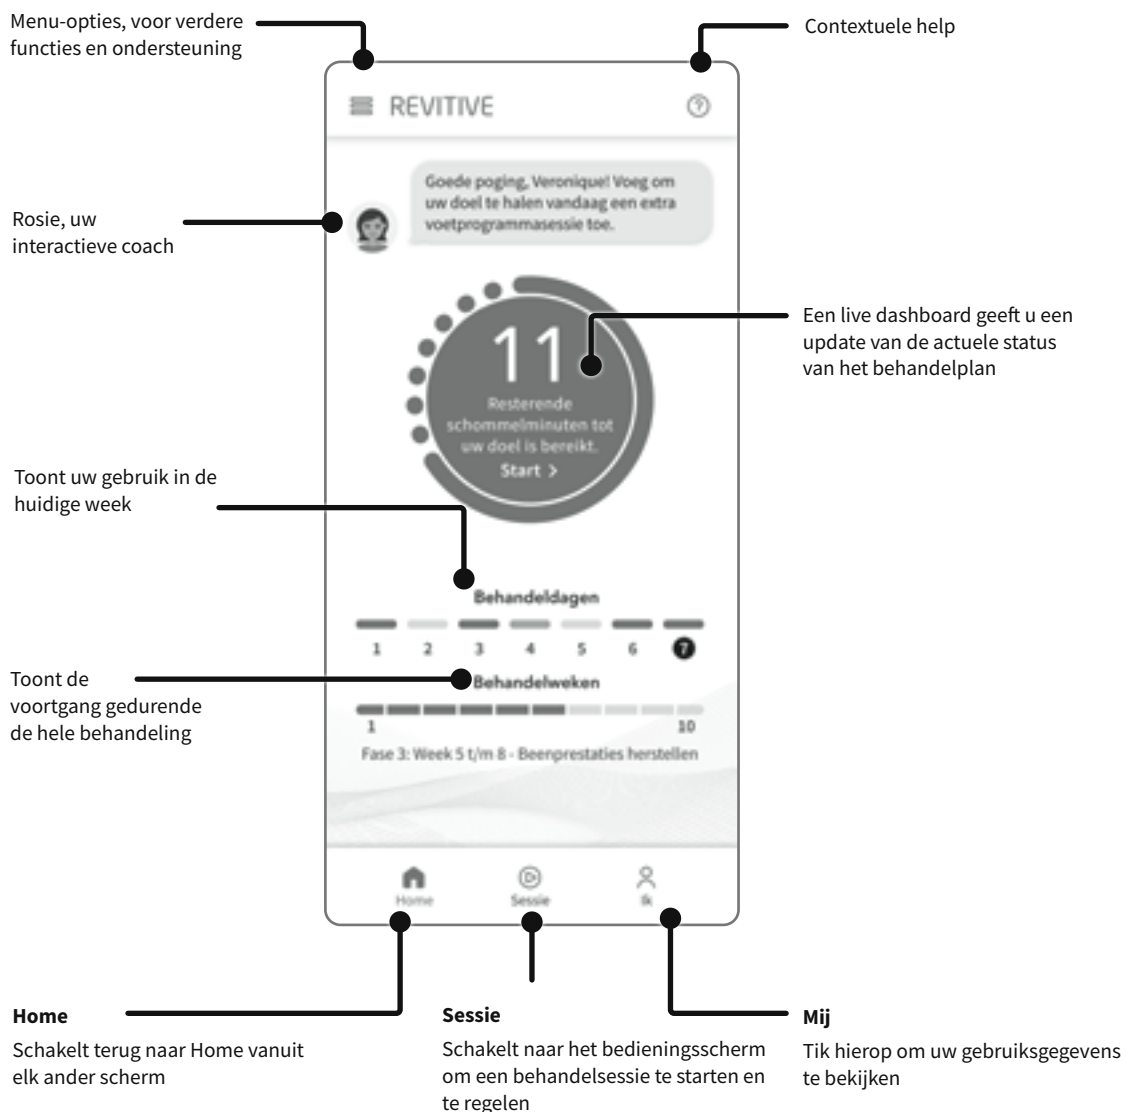 Menu-opties, voor verdere
functies en ondersteuning
Contextuele help
REVITIVE
Goede poging, Veronique! Voeg om
uw doel te halen vandaag een extra
voetprogrammasessie toe.
Rosie, uw
interactieve coach
11
Resterende
schommelminuten tot
uw doel is bereikt.
Start >
Een live dashboard geeft u een
update van de actuele status
van het behandelplan
Toont uw gebruik in de
huidige week
Behandeldagen
1 2 3 4 5 6 7
Toont de
voortgang gedurende
de hele behandeling
Behandelweken
1 10
Fase 3: Week 5 t/m 8 - Beenprestaties herstellen
Home Sessie Ik
Home
Schakelt terug naar Home vanuit
elk ander scherm
Sessie
Schakelt naar het bedieningsscherm
om een behandelsessie te starten en
te regelen
Mij
Tik hierop om uw gebruiksgegevens
te bekijken